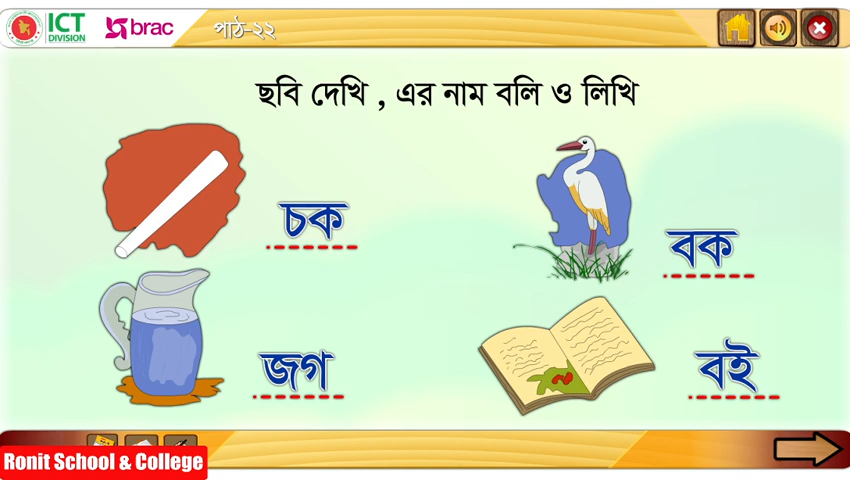 ICT
DIVISION
brac
পাঠ-২২
ছবি দেখি , এর নাম বলি ও লিখি
চক
বক
জগ
বই
Ronit School & College